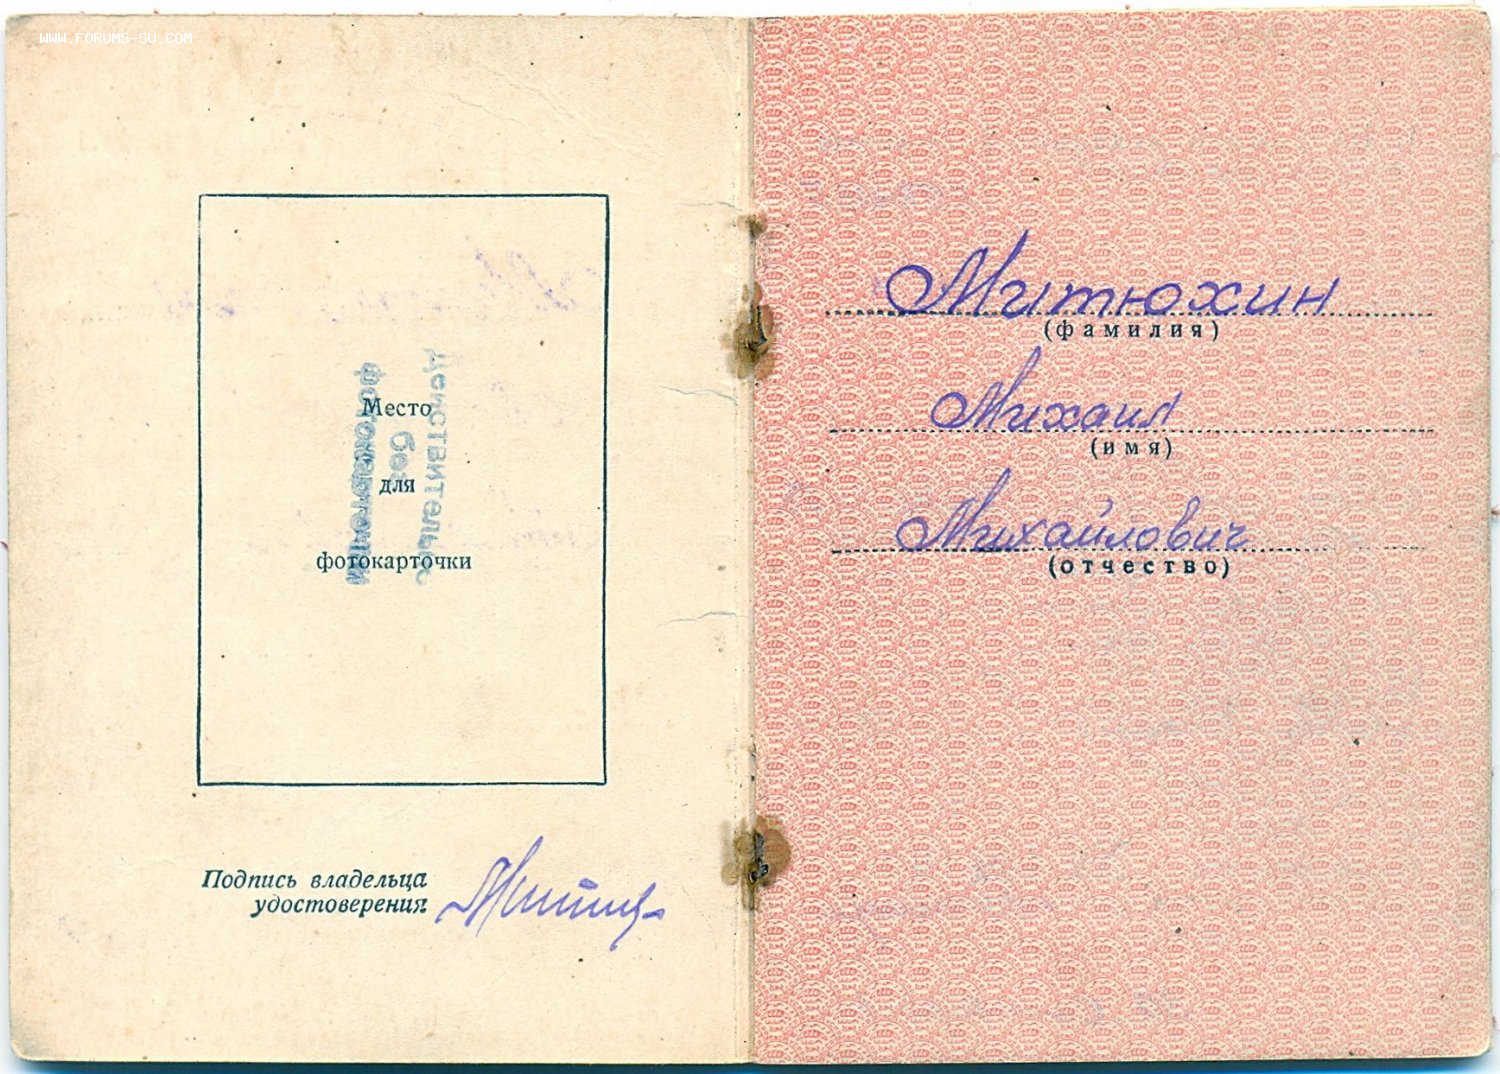 WWW.FORUMS-SU.COM
Место
для
фотокарточки
Действительно
без
фотокарточки
Подпись владельца
удостоверения
Митюхин
(фамилия)
Михаил
(имя)
Михайлович
(отчество)